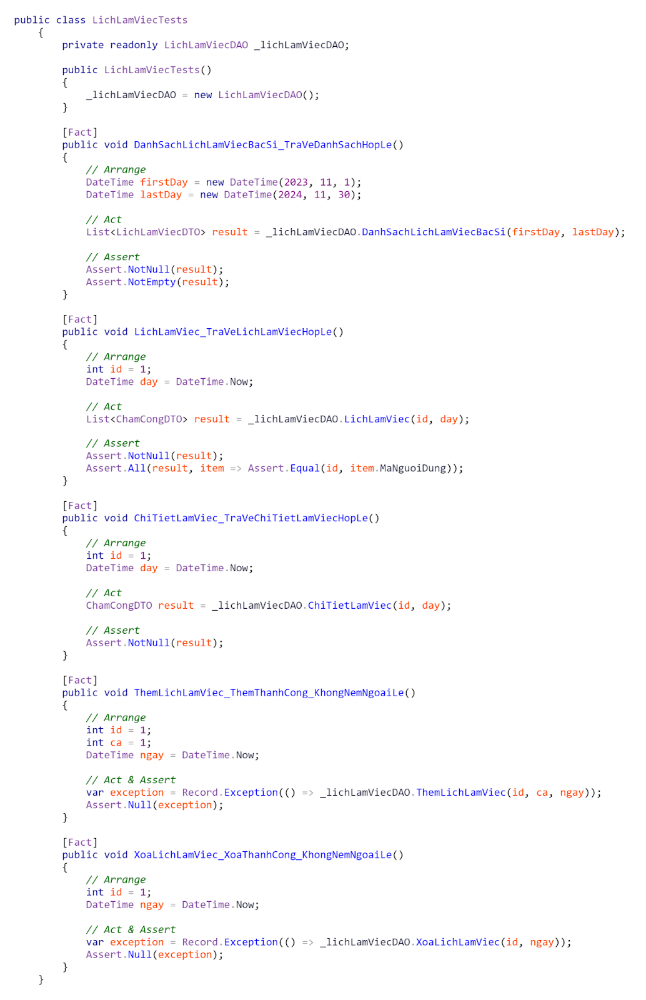 public class LichLamViecTests
{
private readonly LichLamViecDAO _lichLamViecDAO;
public LichLamViecTests()
{
_lichLamViecDAO = new LichLamViecDAO();
}
[Fact]
public void DanhSachLichLamViecBacSi_TraVeDanhSachHopLe()
{
// Arrange
DateTime firstDay = new DateTime(2023, 11, 1);
DateTime lastDay = new DateTime(2024, 11, 30);
// Act
List<LichLamViecDTO> result = _lichLamViecDAO.DanhSachLichLamViecBacSi(firstDay, lastDay);
// Assert
Assert.NotNull(result);
Assert.NotEmpty(result);
}
[Fact]
public void LichLamViec_TraVeLichLamViecHopLe()
{
// Arrange
int id = 1;
DateTime day = DateTime.Now;
// Act
List<ChamCongDTO> result = _lichLamViecDAO.LichLamViec(id, day);
// Assert
Assert.NotNull(result);
Assert.All(result, item => Assert.Equal(id, item.MaNguoiDung));
}
[Fact]
public void ChiTietLamViec_TraVeChiTietLamViecHopLe()
{
// Arrange
int id = 1;
DateTime day = DateTime.Now;
// Act
ChamCongDTO result = _lichLamViecDAO.ChiTietLamViec(id, day);
// Assert
Assert.NotNull(result);
}
[Fact]
public void ThemLichLamViec_ThemThanhCong_KhongNemNgoaiLe()
{
// Arrange
int id = 1;
int ca = 1;
DateTime ngay = DateTime.Now;
// Act & Assert
var exception = Record.Exception(() => _lichLamViecDAO.ThemLichLamViec(id, ca, ngay));
Assert.Null(exception);
}
[Fact]
public void XoaLichLamViec_XoaThanhCong_KhongNemNgoaiLe()
{
// Arrange
int id = 1;
DateTime ngay = DateTime.Now;
// Act & Assert
var exception = Record.Exception(() => _lichLamViecDAO.XoaLichLamViec(id, ngay));
Assert.Null(exception);
}
}